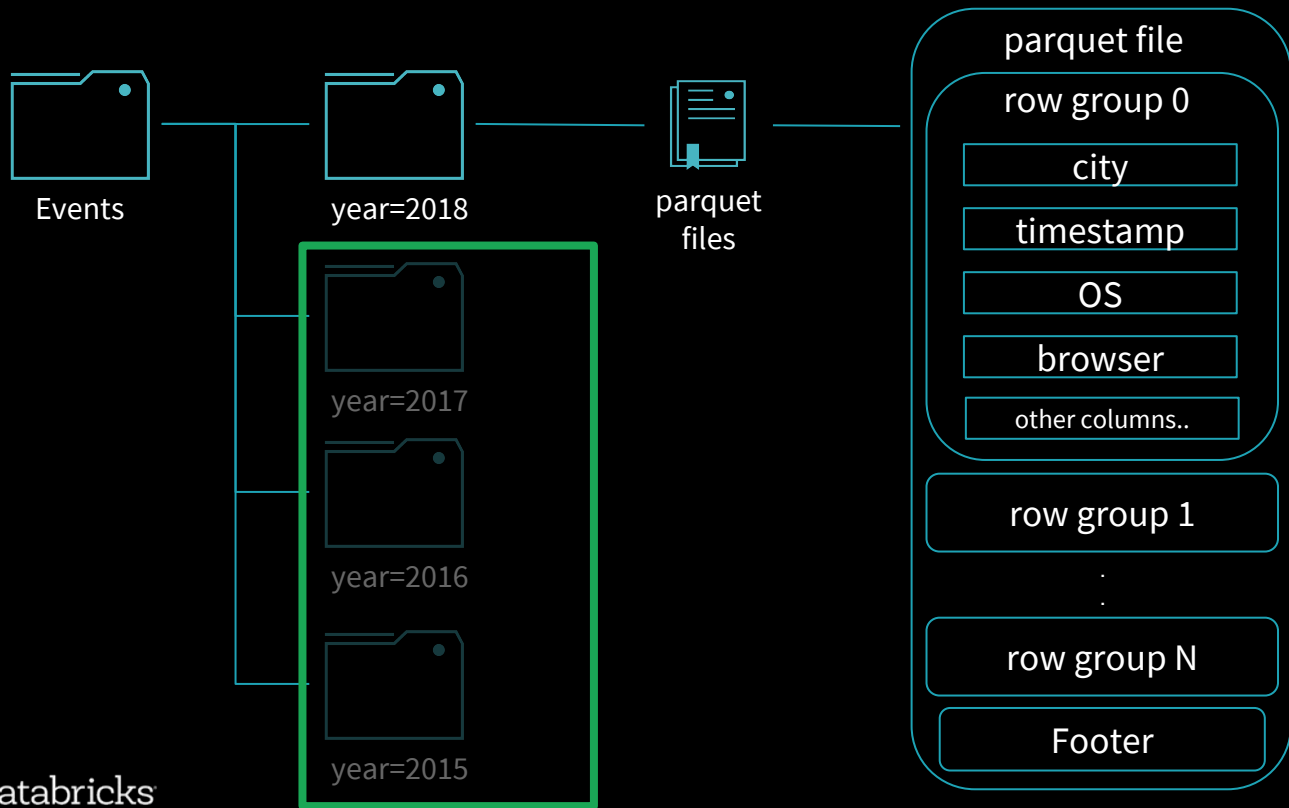 Events
year=2018
year=2017
year=2016
year=2015
parquet
files
parquet file
row group 0
city
timestamp
OS
browser
other columns..
row group 1
.
.
row group N
Footer
atabricks